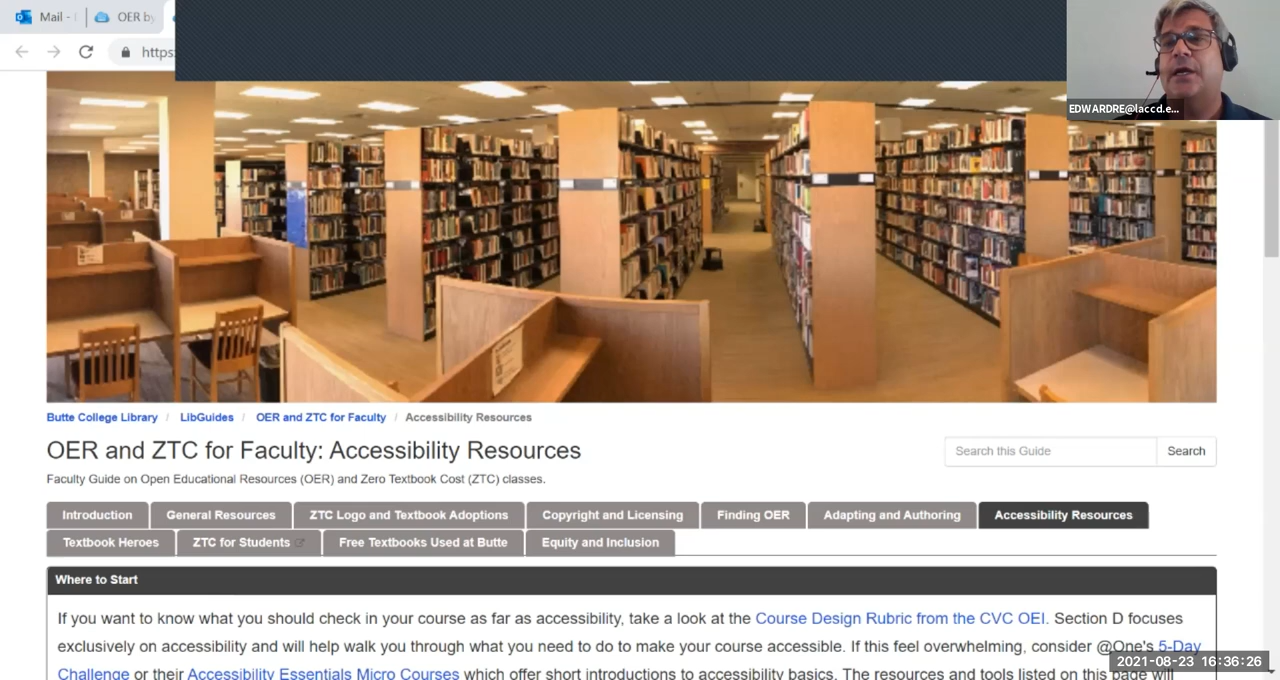 Mail -
OER by
https:
EDWARDRE@laccd.e...
Butte College Library / LibGuides / OER and ZTC for Faculty / Accessibility Resources
OER and ZTC for Faculty: Accessibility Resources
Search this Guide
Search
Faculty Guide on Open Educational Resources (OER) and Zero Textbook Cost (ZTC) classes.
Introduction
General Resources
ZTC Logo and Textbook Adoptions
Copyright and Licensing
Finding OER
Adapting and Authoring
Accessibility Resources
Textbook Heroes
ZTC for Students
Free Textbooks Used at Butte
Equity and Inclusion
Where to Start
If you want to know what you should check in your course as far as accessibility, take a look at the Course Design Rubric from the CVC OEI. Section D focuses
exclusively on accessibility and will help walk you through what you need to do to make your course accessible. If this feel overwhelming, consider @One's 5-Day
Challenge or their Accessibility Essentials Micro Courses which offer short introductions to accessibility basics. The resources and tools listed on this page will
2021-08-23 16:36:26